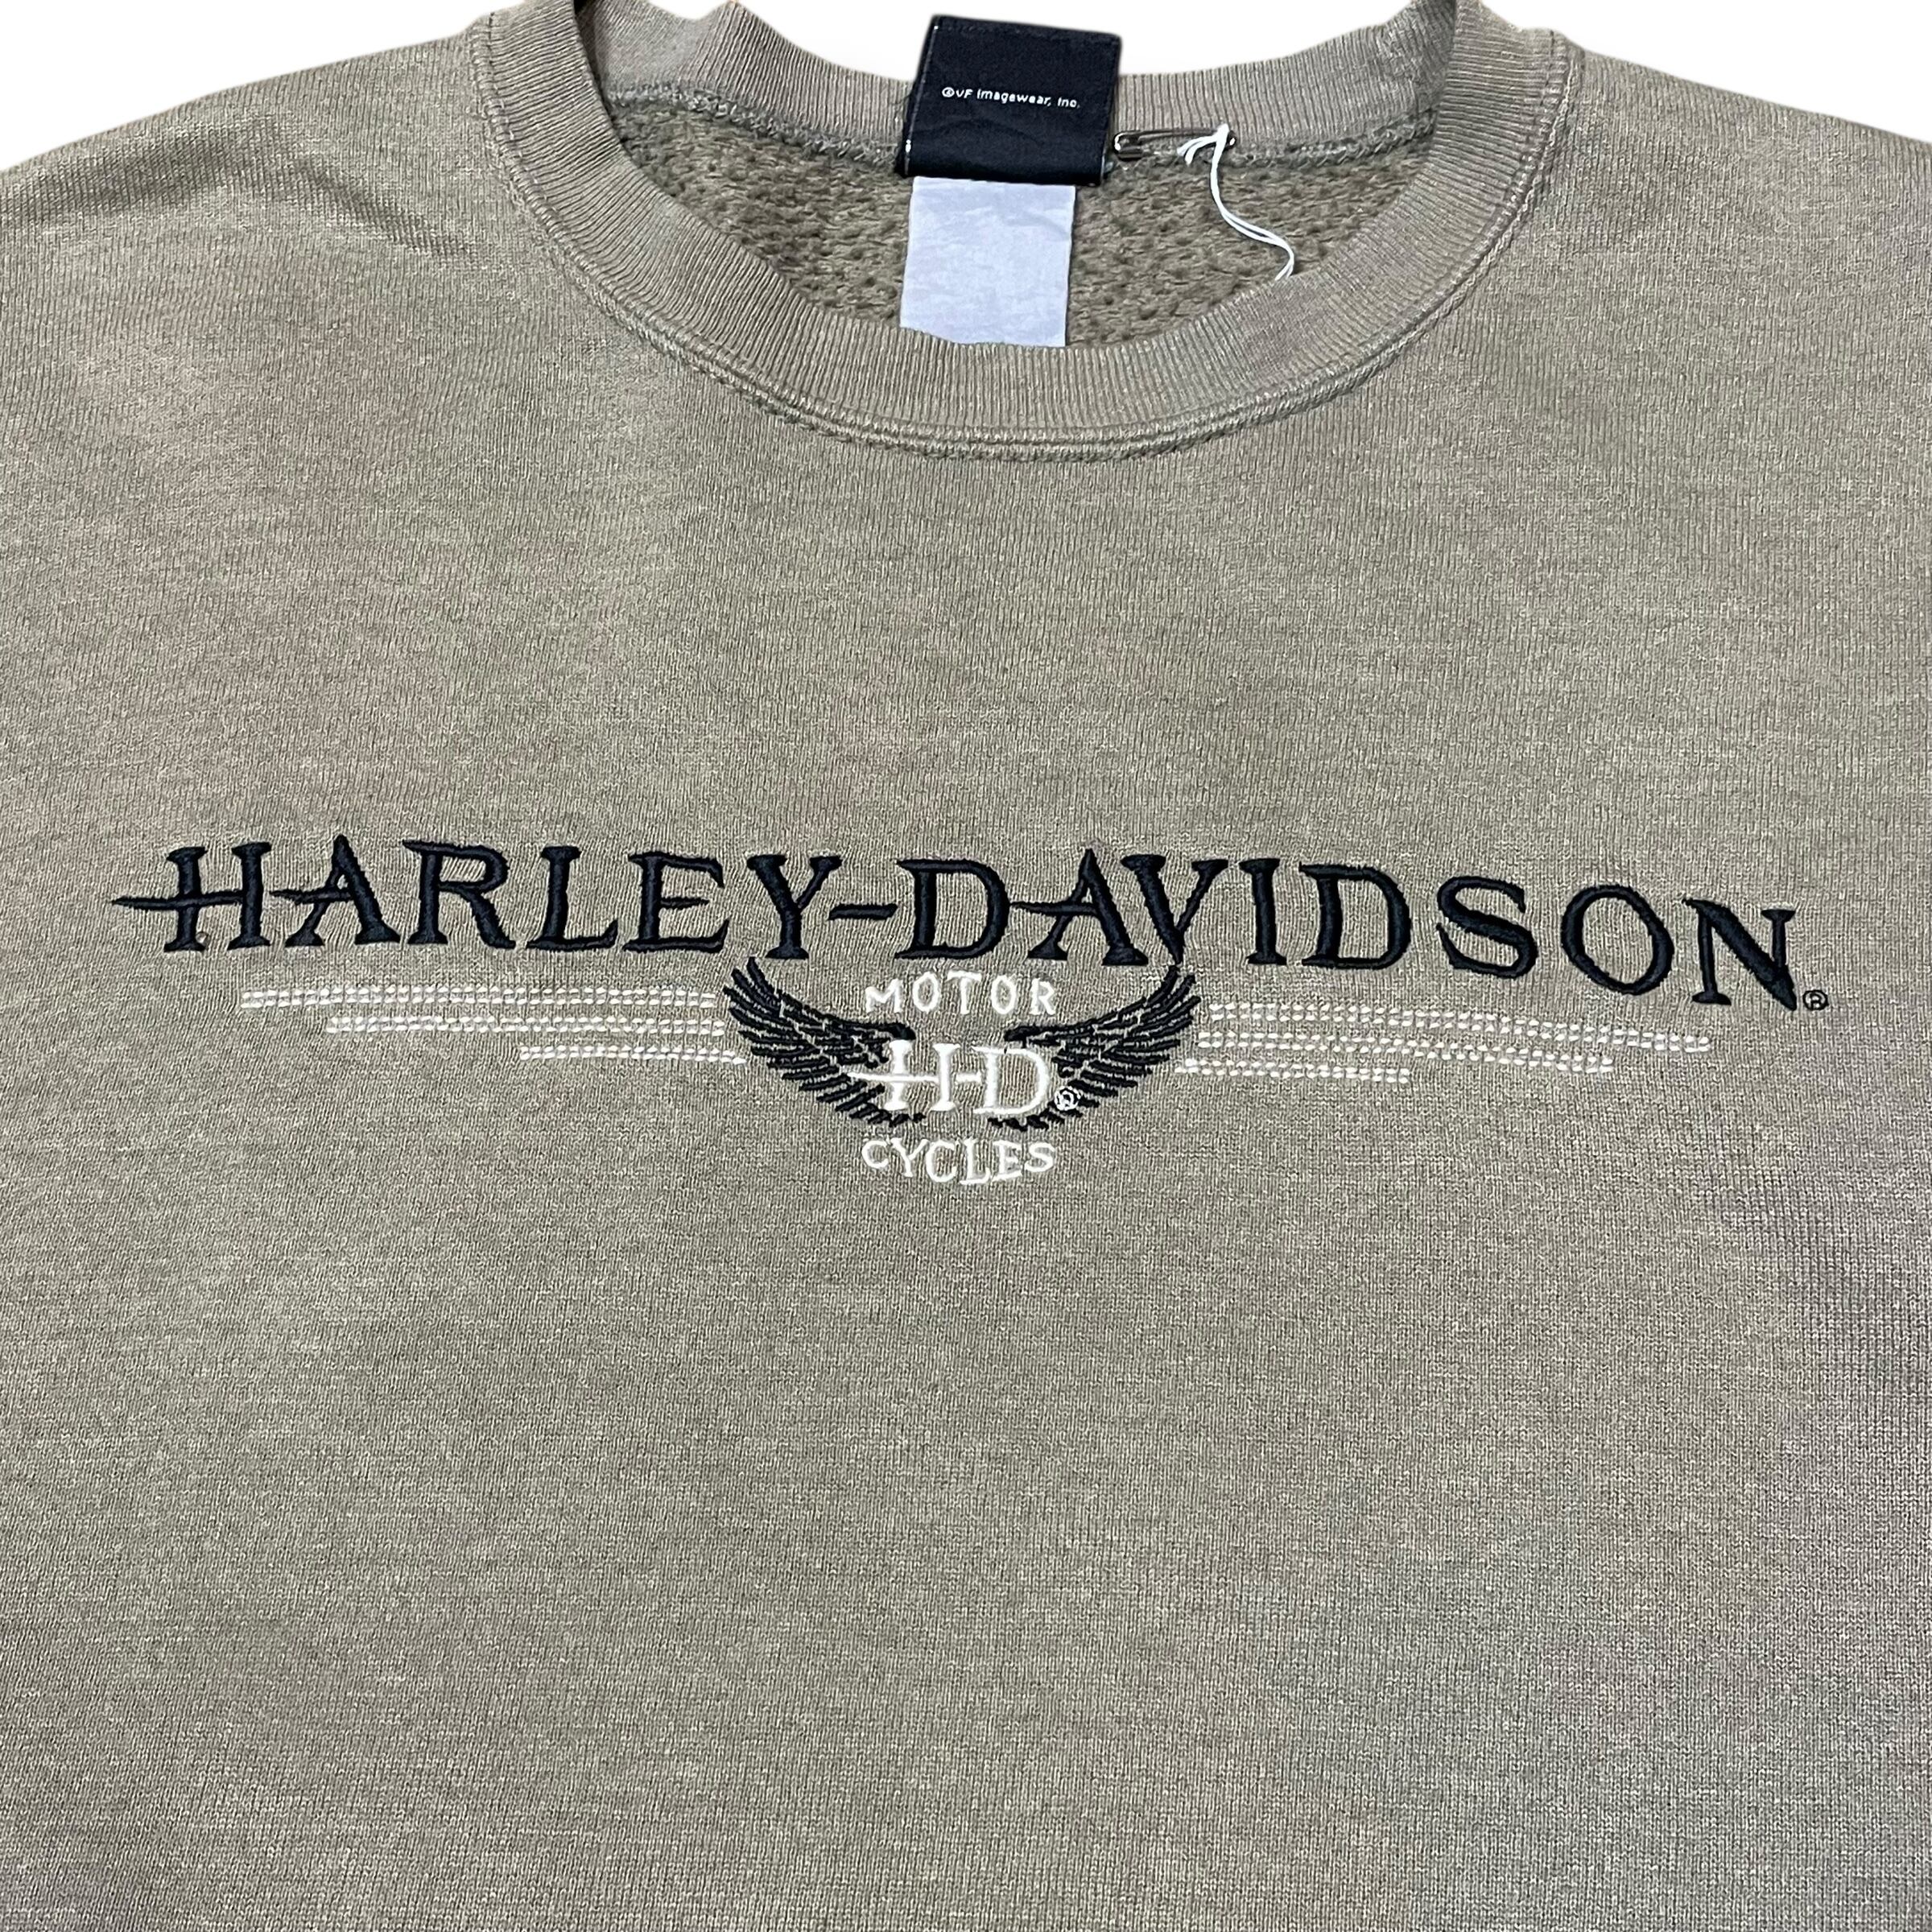 ©VF Imagewear, Inc.
HARLEY-DAVIDSON®
MOTOR
H-D®
CYCLES